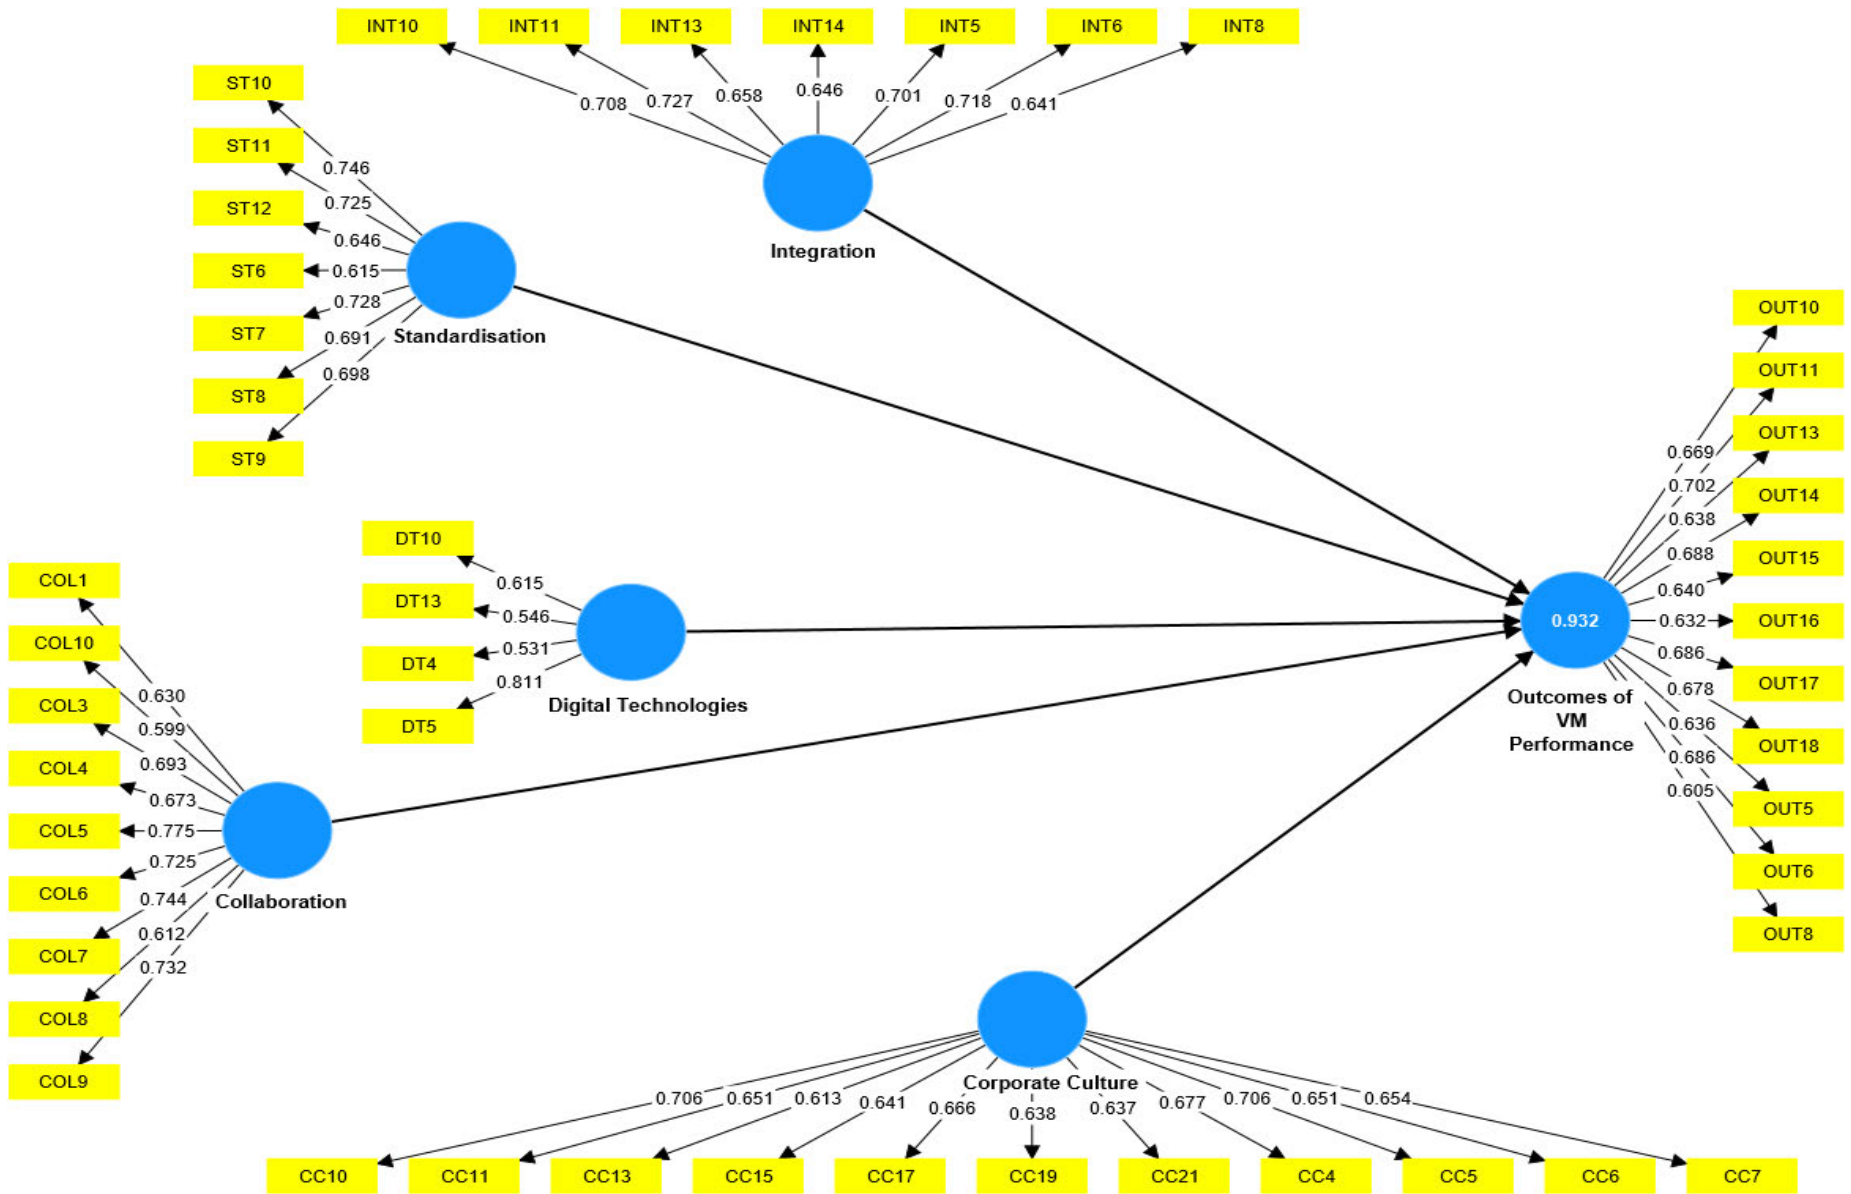 INT10
INT11
INT13
INT14
INT5
INT6
INT8
0.708
0.727
0.658
0.646
0.701
0.718
0.641
Integration
ST10
ST11
ST12
ST6
ST7
ST8
ST9
0.746
0.725
0.646
0.615
0.728
0.691
0.698
Standardisation
DT10
DT13
DT4
DT5
0.615
0.546
0.531
0.811
Digital Technologies
COL1
COL10
COL3
COL4
COL5
COL6
COL7
COL8
COL9
0.630
0.599
0.693
0.673
0.775
0.725
0.744
0.612
0.732
Collaboration
0.932
Outcomes of
VM
Performance
0.669
0.702
0.638
0.688
0.640
0.632
0.686
0.678
0.636
0.686
0.605
OUT10
OUT11
OUT13
OUT14
OUT15
OUT16
OUT17
OUT18
OUT5
OUT6
OUT8
Corporate Culture
0.706
0.651
0.613
0.641
0.666
0.638
0.637
0.677
0.706
0.651
0.654
CC10
CC11
CC13
CC15
CC17
CC19
CC21
CC4
CC5
CC6
CC7